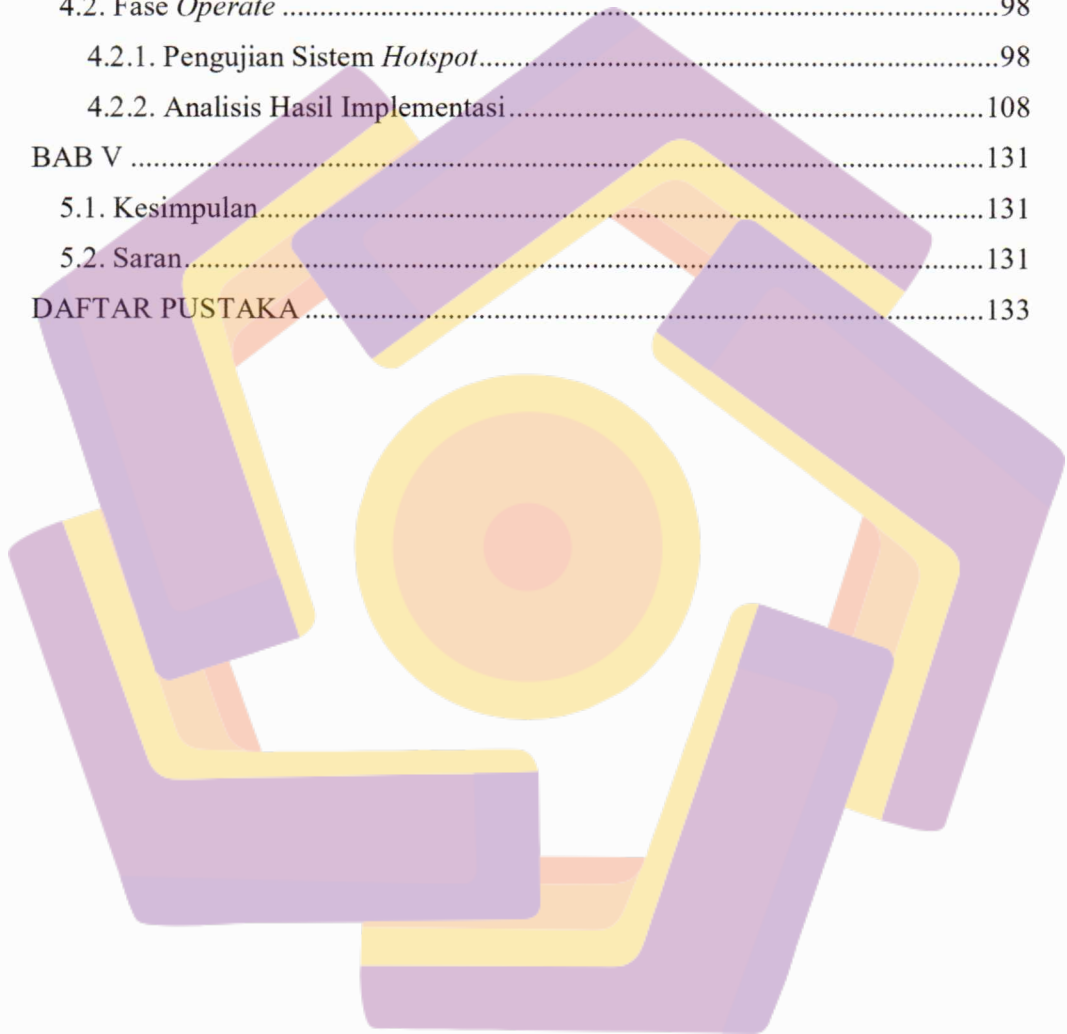 4.2. Fase Operate ........................................................................................98
4.2.1. Pengujian Sistem Hotspot....................................................................98
4.2.2. Analisis Hasil Implementasi ...............................................................108
BAB V ................................................................................................................131
5.1. Kesimpulan................................................................................................131
5.2. Saran..........................................................................................................131
DAFTAR PUSTAKA ..........................................................................................133